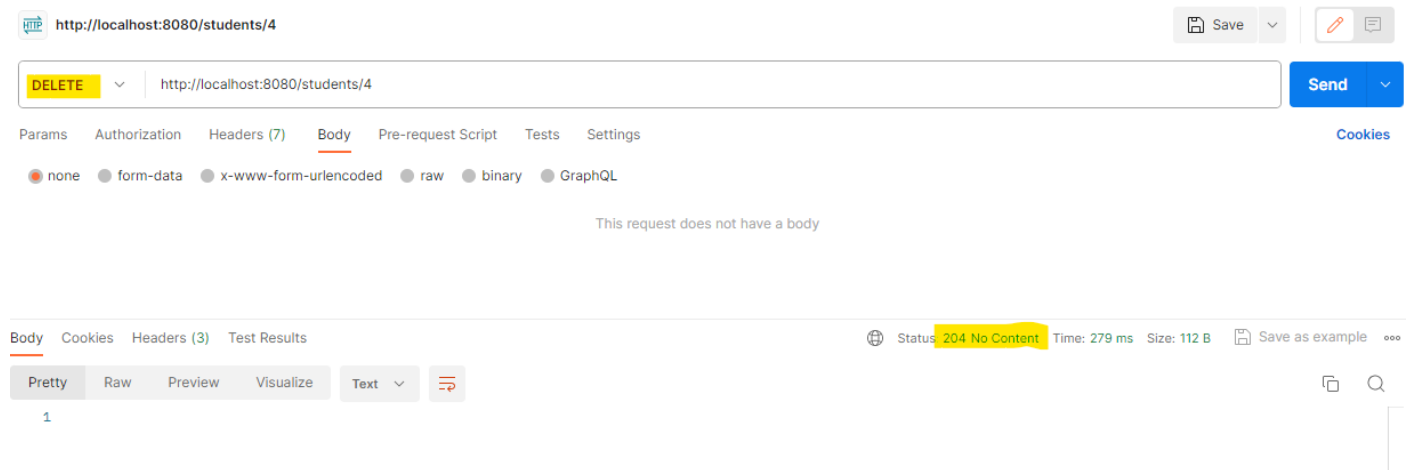 HTTP http://localhost:8080/students/4 Save
DELETE http://localhost:8080/students/4 Send
Params Authorization Headers (7) Body Pre-request Script Tests Settings Cookies
none form-data x-www-form-urlencoded raw binary GraphQL
This request does not have a body
Body Cookies Headers (3) Test Results Status 204 No Content Time: 279 ms Size: 112 B Save as example
Pretty Raw Preview Visualize Text
1